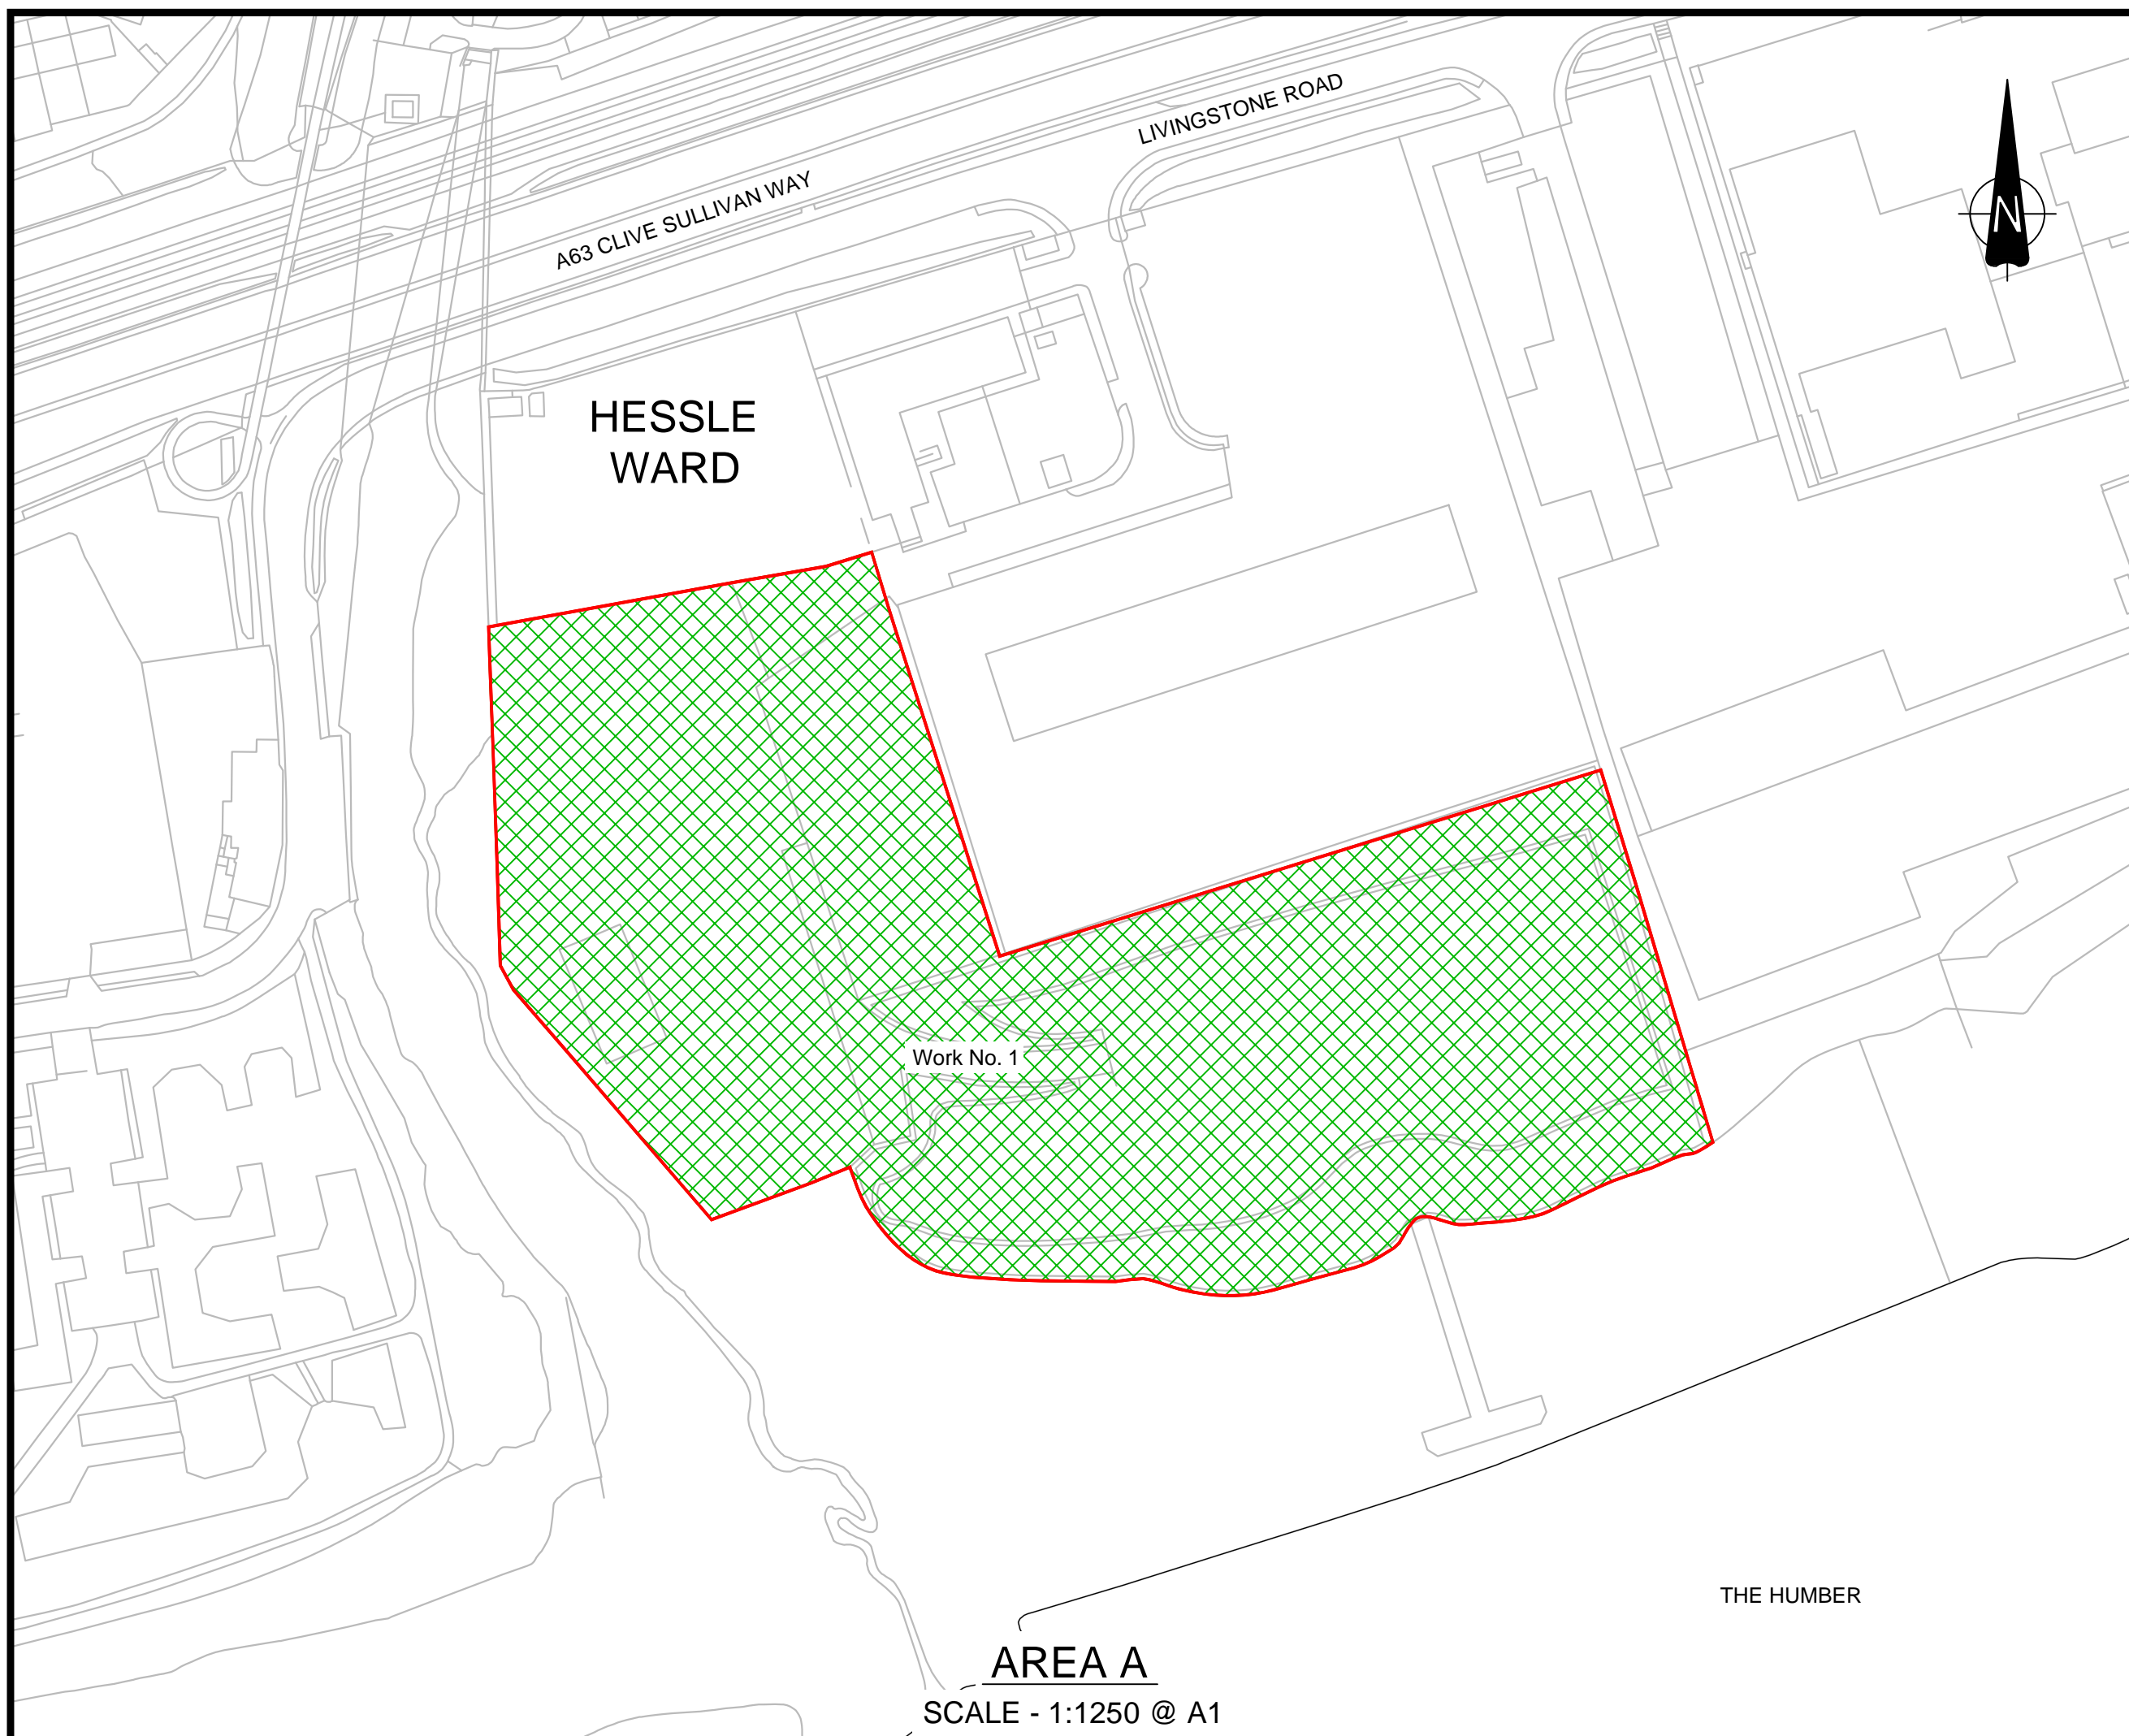 LIVINGSTONE ROAD
A63 CLIVE SULLIVAN WAY
N
HESSLE
WARD
Work No. 1
THE HUMBER
AREA A
SCALE - 1:1250 @ A1